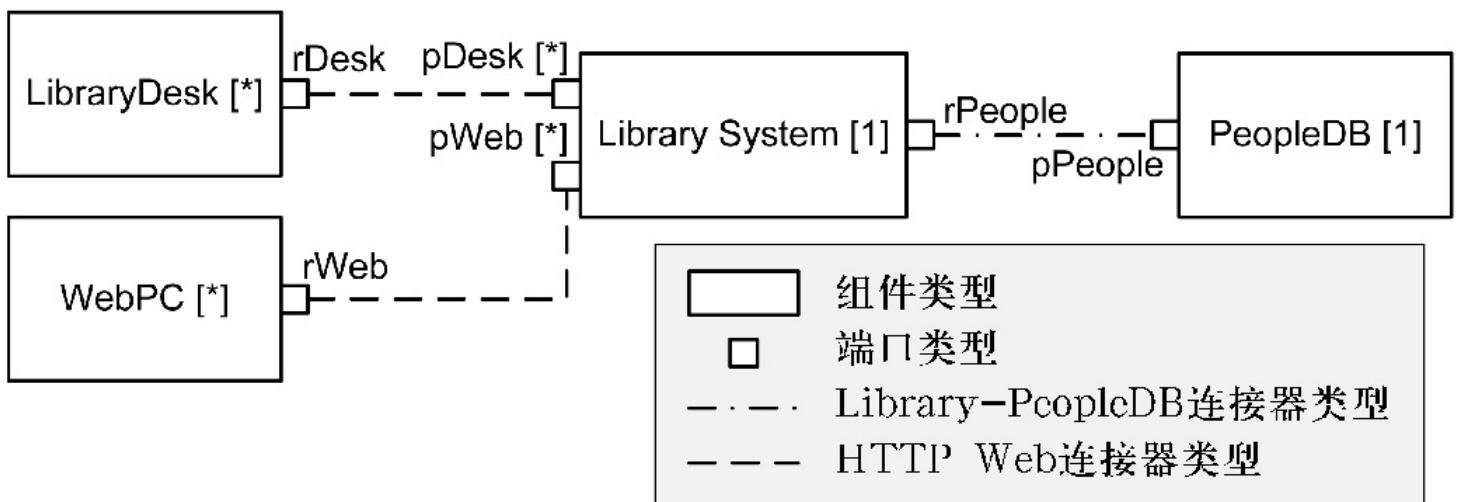 rDesk
pDesk [*]
LibraryDesk [*]
pWeb [*]
Library System [1]
rPeople
pPeople
PeopleDB [1]
rWeb
WebPC [*]
组件类型
端口类型
Library-PeopleDB连接器类型
HTTP Web连接器类型